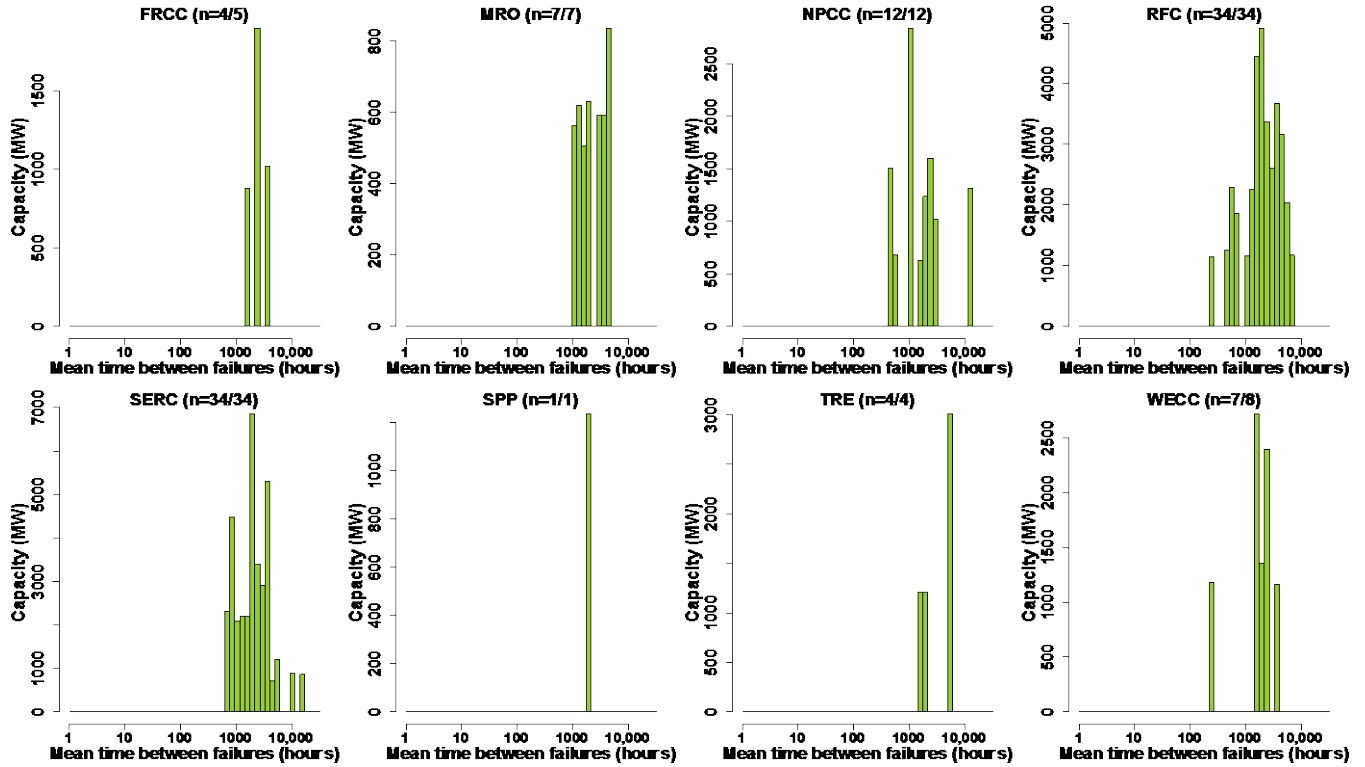 FRCC (n=4/5)
Capacity (MW)
0 500 1000 1500
1 10 100 1000 10,000
Mean time between failures (hours)
MRO (n=7/7)
Capacity (MW)
0 200 400 600 800
1 10 100 1000 10,000
Mean time between failures (hours)
NPCC (n=12/12)
Capacity (MW)
0 500 1000 1500 2000 2500
1 10 100 1000 10,000
Mean time between failures (hours)
RFC (n=34/34)
Capacity (MW)
0 1000 2000 3000 4000 5000
1 10 100 1000 10,000
Mean time between failures (hours)
SERC (n=34/34)
Capacity (MW)
0 1000 3000 5000 7000
1 10 100 1000 10,000
Mean time between failures (hours)
SPP (n=1/1)
Capacity (MW)
0 200 400 600 800 1000
1 10 100 1000 10,000
Mean time between failures (hours)
TRE (n=4/4)
Capacity (MW)
0 500 1000 2000 3000
1 10 100 1000 10,000
Mean time between failures (hours)
WECC (n=7/8)
Capacity (MW)
0 500 1000 1500 2000 2500
1 10 100 1000 10,000
Mean time between failures (hours)